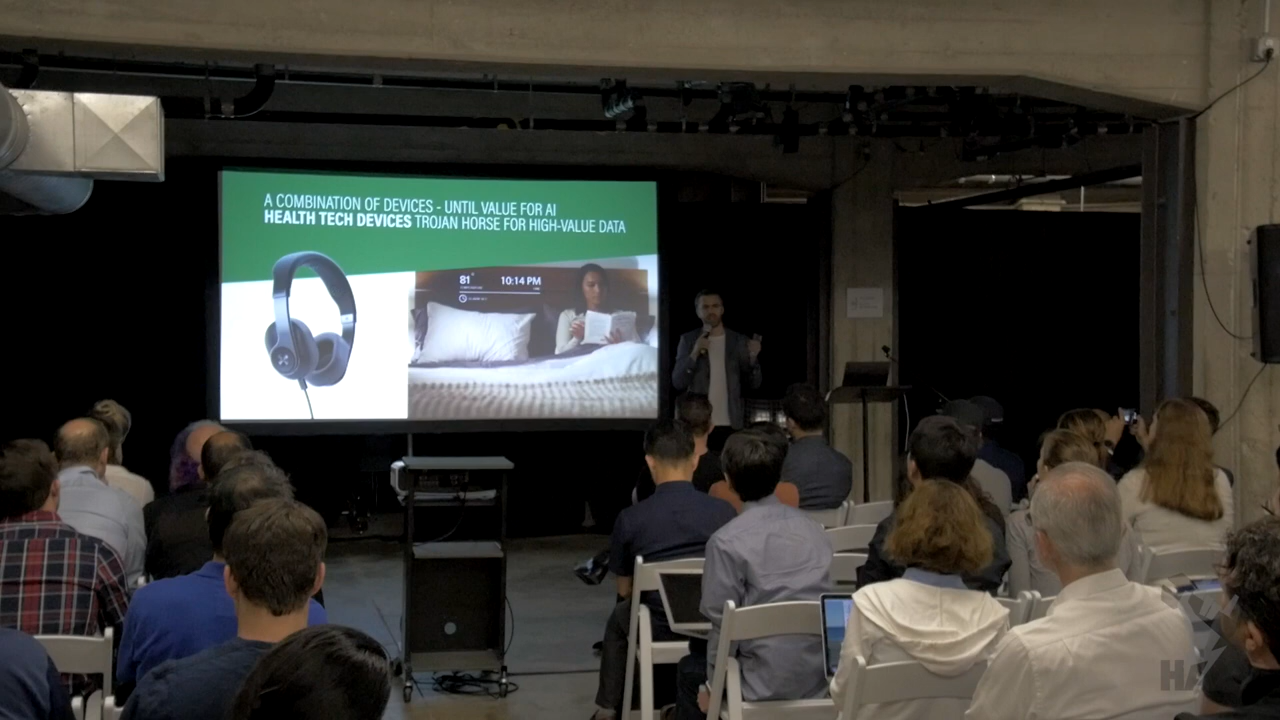 A COMBINATION OF DEVICES - UNTIL VALUE FOR AI
HEALTH TECH DEVICES TROJAN HORSE FOR HIGH-VALUE DATA
81°
10:14 PM
HA